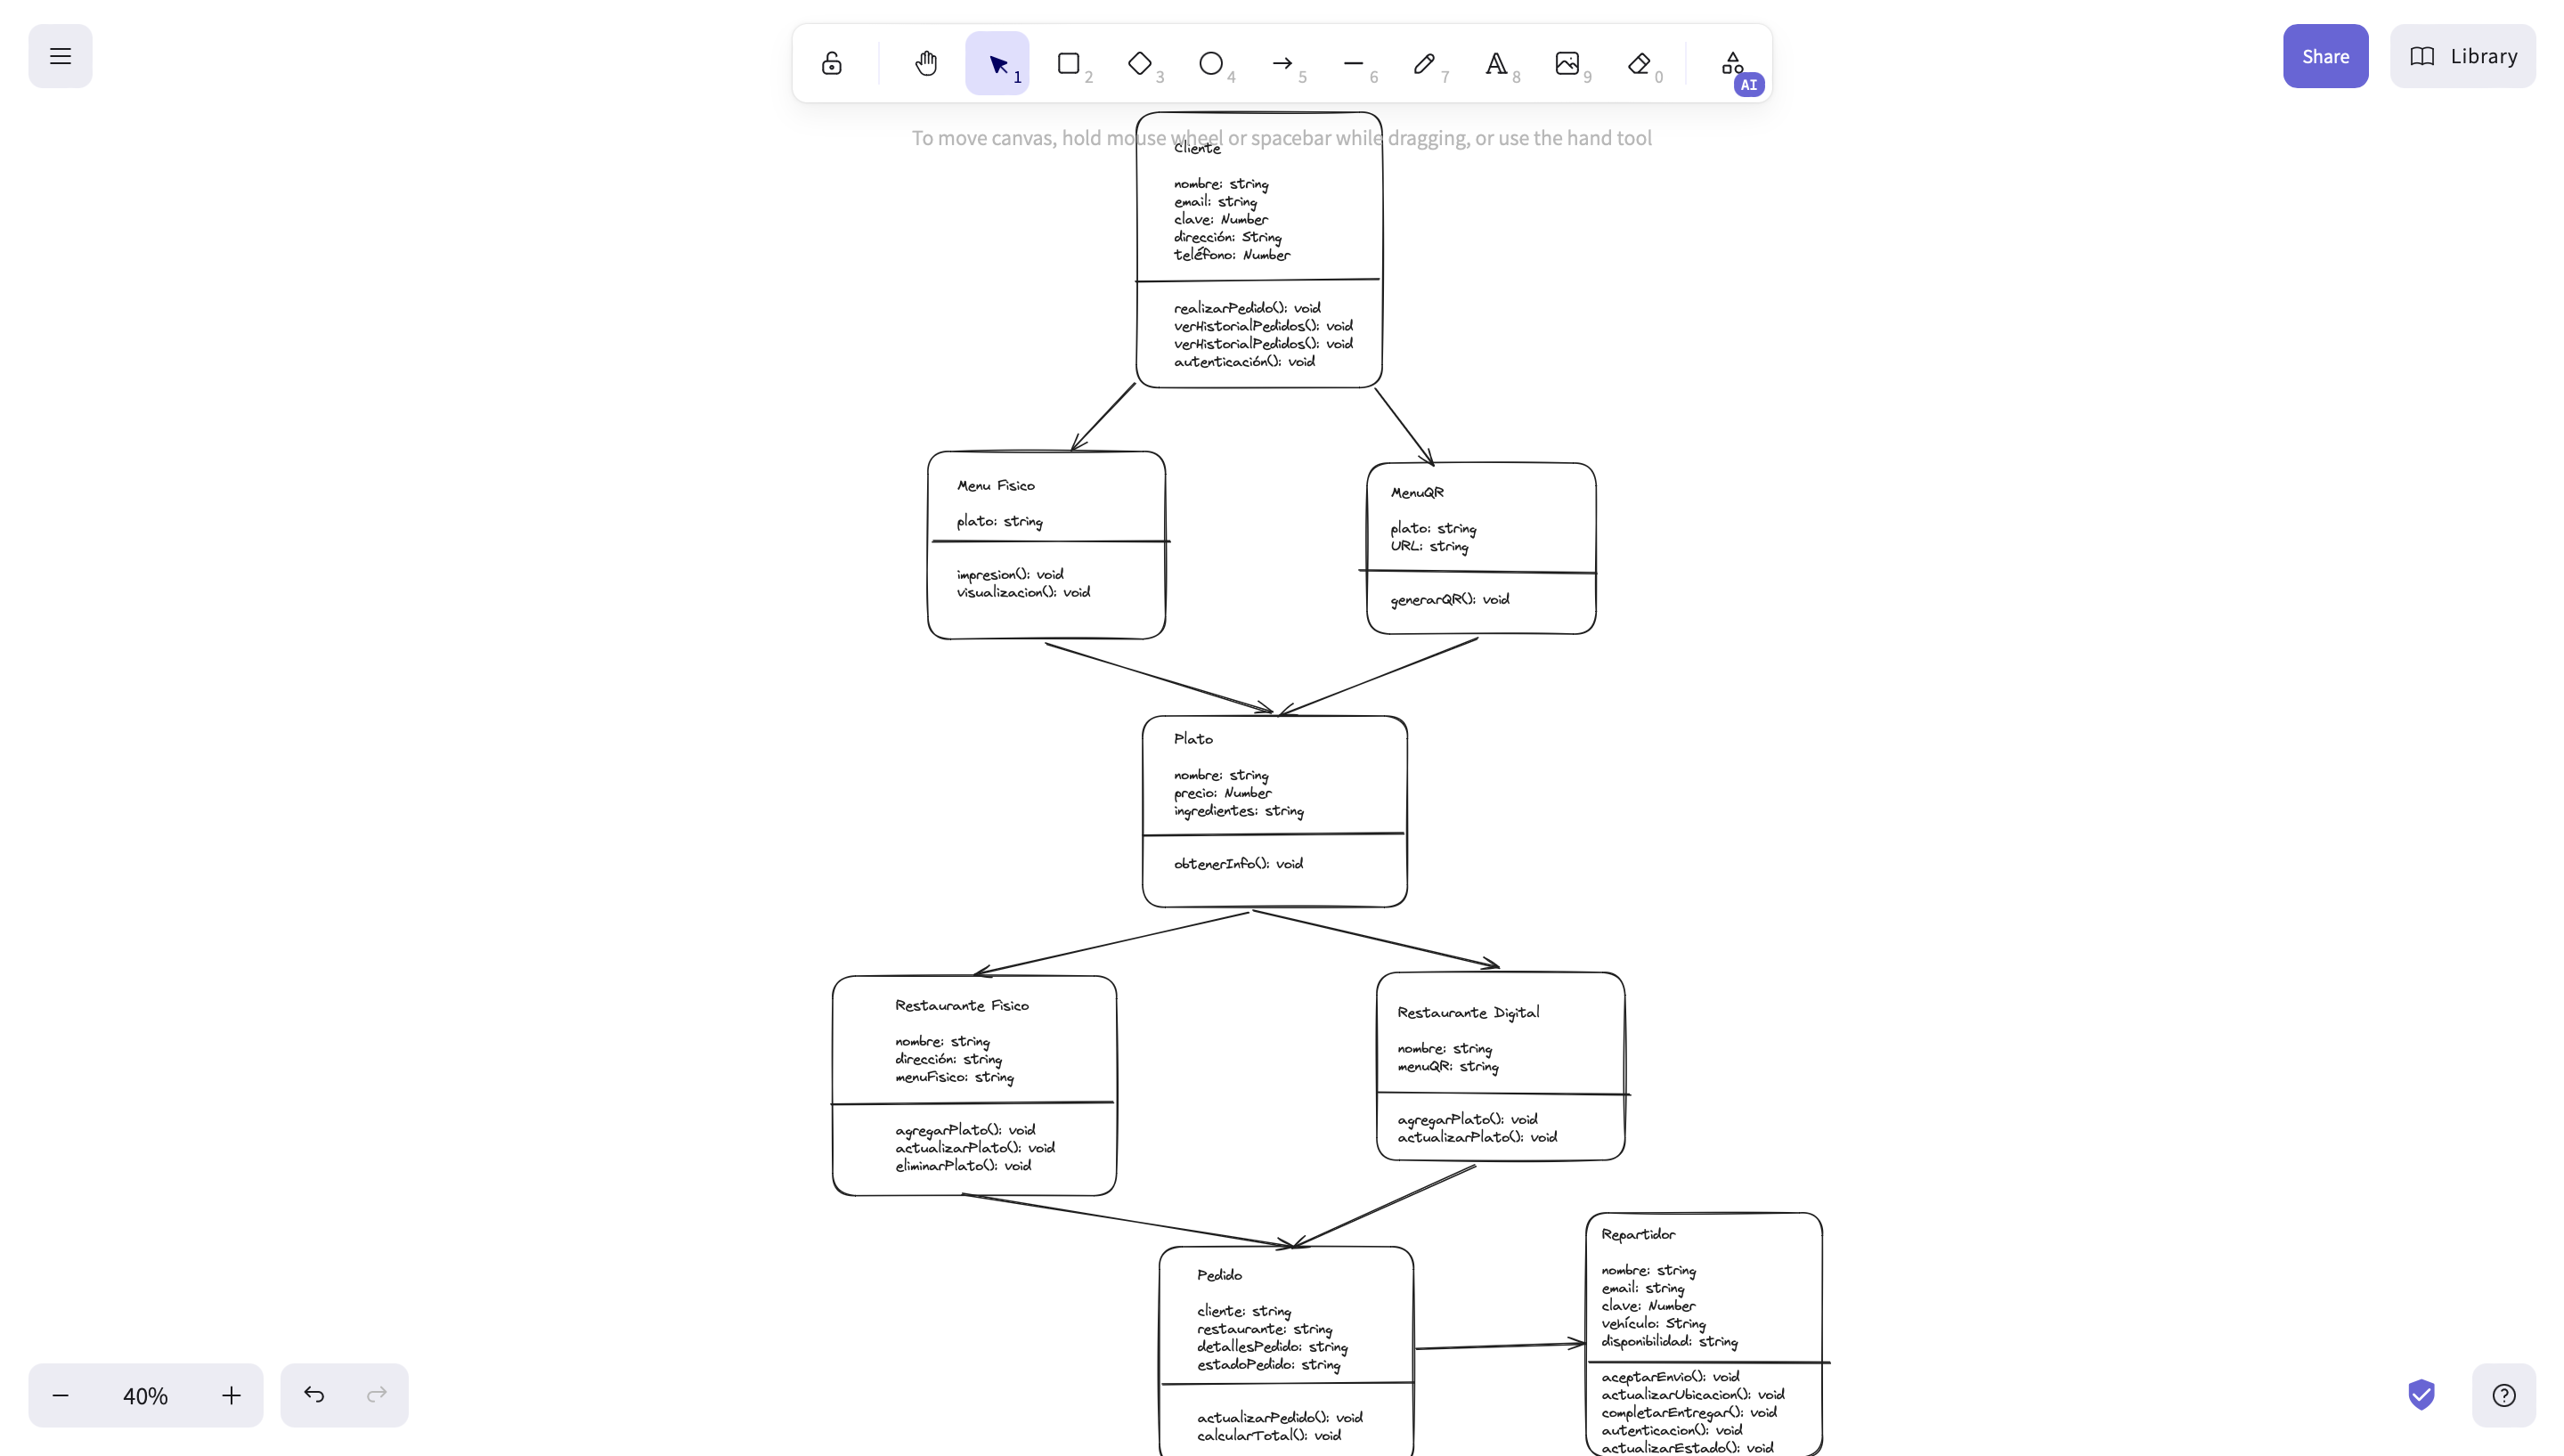 1
2
3
4
5
6
7
8
9
0
AI
Share
Library
To move canvas, hold mouse wheel or spacebar while dragging, or use the hand tool
Cliente
nombre: string
email: string
clave: Number
dirección: String
teléfono: Number
realizarPedido(): void
verHistorialPedidos(): void
verHistorialPedidos(): void
autenticación(): void
Menu Fisico
plato: string
impresion(): void
visualizacion(): void
MenuQR
plato: string
URL: string
generarQR(): void
Plato
nombre: string
precio: Number
ingredientes: string
obtenerInfo(): void
Restaurante Fisico
nombre: string
dirección: string
menuFisico: string
agregarPlato(): void
actualizarPlato(): void
eliminarPlato(): void
Restaurante Digital
nombre: string
menuQR: string
agregarPlato(): void
actualizarPlato(): void
Pedido
cliente: string
restaurante: string
detallesPedido: string
estadoPedido: string
actualizarPedido(): void
calcularTotal(): void
Repartidor
nombre: string
email: string
clave: Number
vehículo: String
disponibilidad: string
aceptarEnvio(): void
actualizarUbicacion(): void
completarEntregar(): void
autenticacion(): void
actualizarEstado(): void
40%